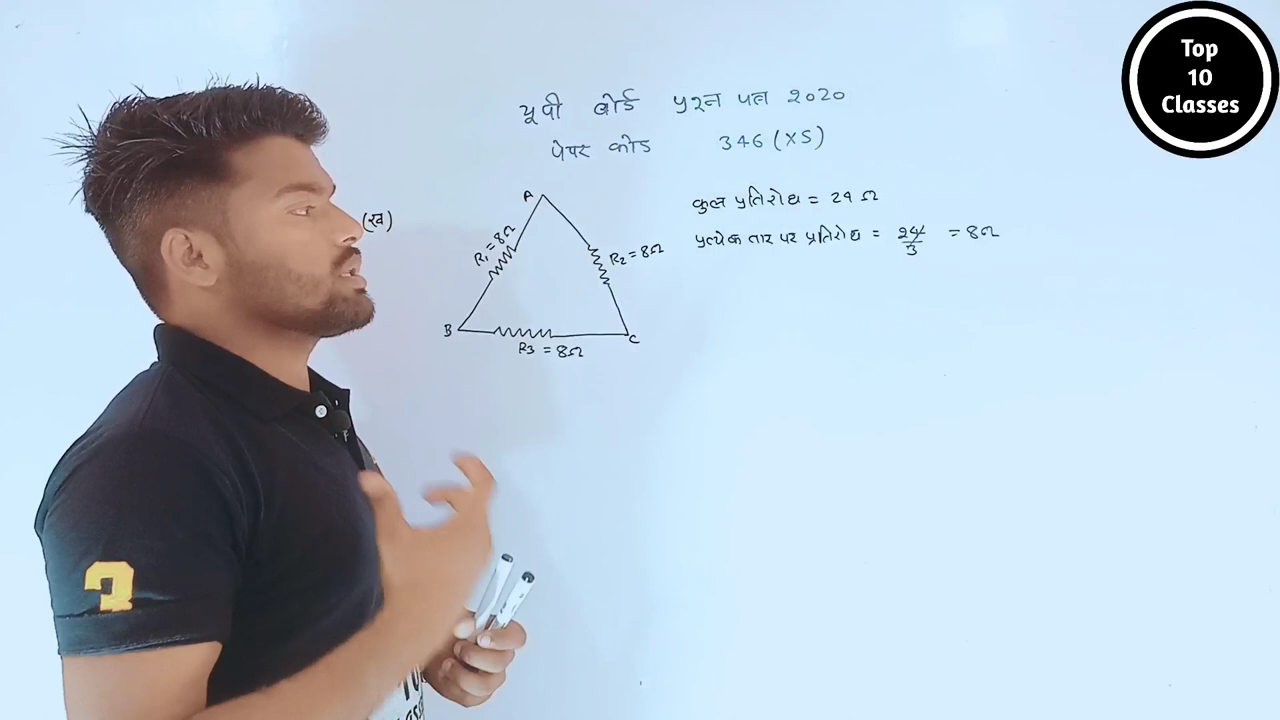 Top
10
Classes
यूपी बोर्ड प्रश्न पत्र २०२०
पेपर कोड 346 (XS)
(ख)
A
R₁ = 8Ω
R₂ = 8Ω
B
C
R₃ = 8Ω
कुल प्रतिरोध = 24 Ω
प्रत्येक तार पर प्रतिरोध = 24/3 = 8Ω